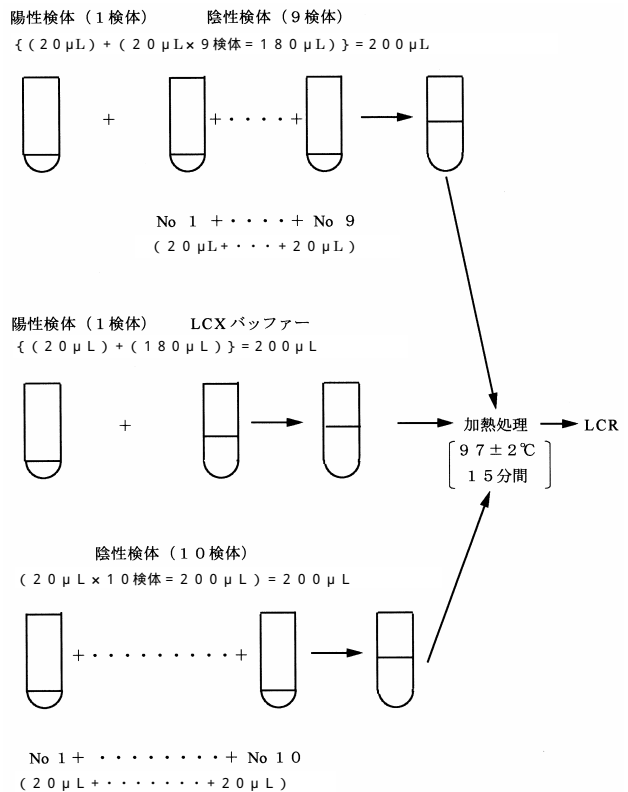 陽性検体（１検体）　陰性検体（９検体）
{（２０μL）＋（２０μL×９検体＝１８０μL）}＝２００μL
＋　＋・・・・＋
No １ ＋・・・・＋ No ９
（２０μL＋・・・＋２０μL）
陽性検体（１検体）　LCXバッファー
{（２０μL）＋（１８０μL）}＝２００μL
＋
加熱処理　LCR
９７±２℃
１５分間
陰性検体（１０検体）
（２０μL×１０検体＝２００μL）＝２００μL
＋・・・・・・・・・＋
No １＋ ・・・・・・・・＋ No １０
（２０μL＋・・・・・・・＋２０μL）